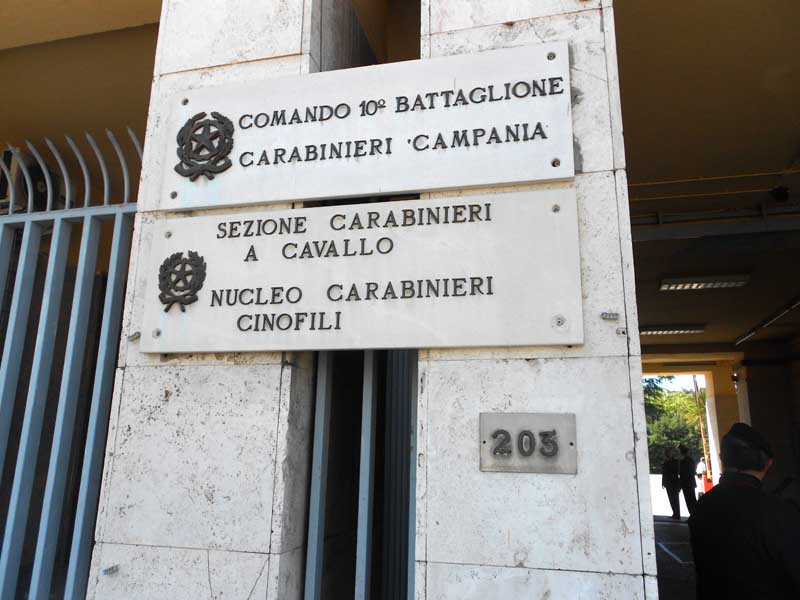 COMANDO 10º BATTAGLIONE
CARABINIERI 'CAMPANIA'
SEZIONE CARABINIERI
A CAVALLO
NUCLEO CARABINIERI
CINOFILI
203